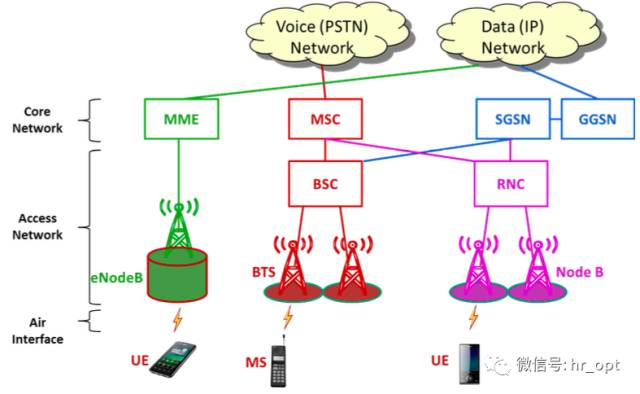 Voice (PSTN)
Network
Data (IP)
Network
Core
Network
MME
MSC
SGSN
GGSN
BSC
RNC
Access
Network
eNodeB
BTS
Node B
Air
Interface
UE
MS
UE
微信号: hr_opt